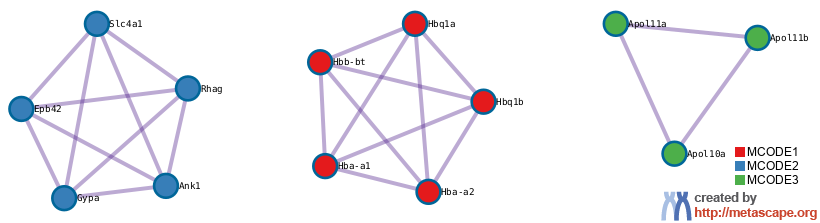 Slc4a1
Rhag
Epb42
Ank1
Gypa
Hbq1a
Hbb-bt
Hbq1b
Hba-a1
Hba-a2
Apol11a
Apol11b
Apol10a
MCODE1
MCODE2
MCODE3
created by
http://metascape.org